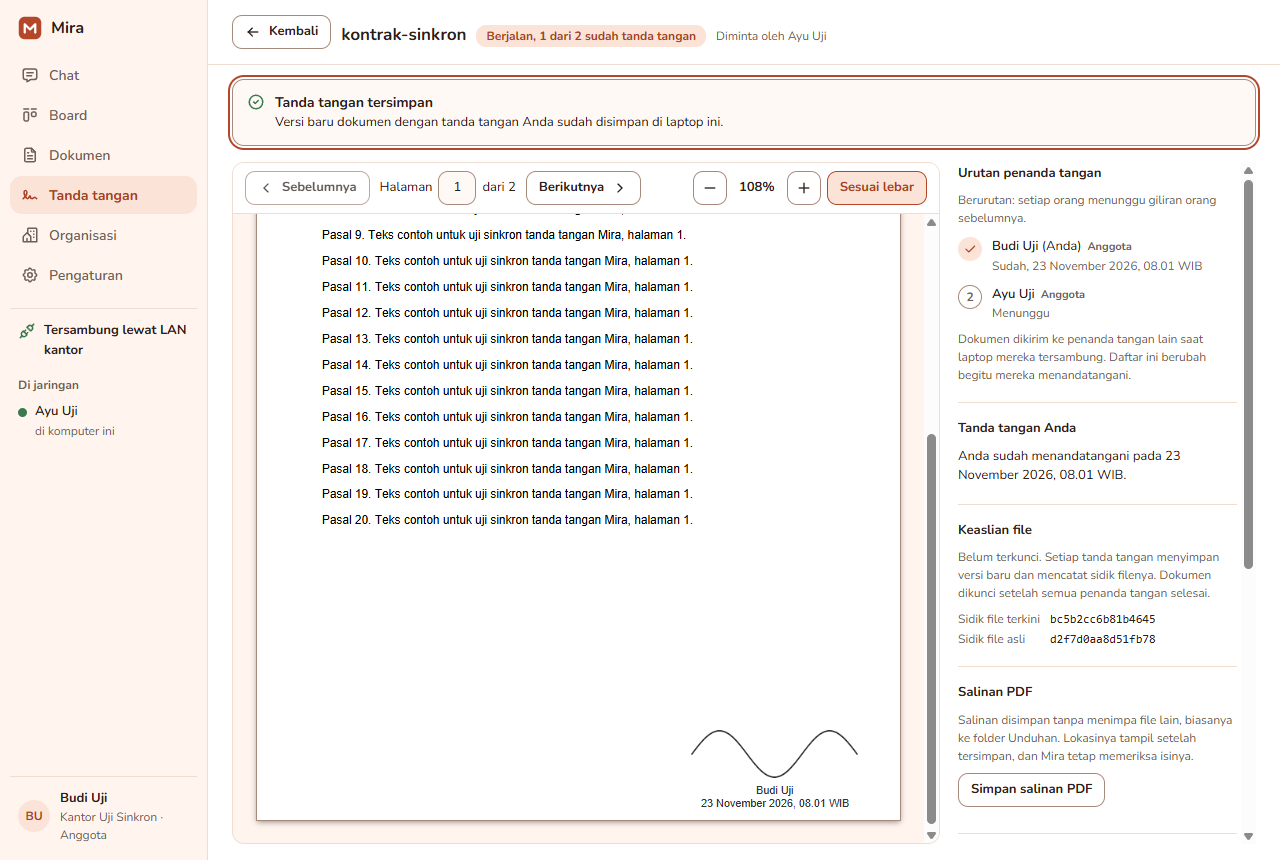 Mira
Chat
Board
Dokumen
Tanda tangan
Organisasi
Pengaturan
Tersambung lewat LAN
kantor
Di jaringan
Ayu Uji
di komputer ini
BU
Budi Uji
Kantor Uji Sinkron ·
Anggota
Kembali
kontrak-sinkron
Berjalan, 1 dari 2 sudah tanda tangan
Diminta oleh Ayu Uji
Tanda tangan tersimpan
Versi baru dokumen dengan tanda tangan Anda sudah disimpan di laptop ini.
Sebelumnya
Halaman 1 dari 2
Berikutnya
108%
Sesuai lebar
Pasal 9. Teks contoh untuk uji sinkron tanda tangan Mira, halaman 1.
Pasal 10. Teks contoh untuk uji sinkron tanda tangan Mira, halaman 1.
Pasal 11. Teks contoh untuk uji sinkron tanda tangan Mira, halaman 1.
Pasal 12. Teks contoh untuk uji sinkron tanda tangan Mira, halaman 1.
Pasal 13. Teks contoh untuk uji sinkron tanda tangan Mira, halaman 1.
Pasal 14. Teks contoh untuk uji sinkron tanda tangan Mira, halaman 1.
Pasal 15. Teks contoh untuk uji sinkron tanda tangan Mira, halaman 1.
Pasal 16. Teks contoh untuk uji sinkron tanda tangan Mira, halaman 1.
Pasal 17. Teks contoh untuk uji sinkron tanda tangan Mira, halaman 1.
Pasal 18. Teks contoh untuk uji sinkron tanda tangan Mira, halaman 1.
Pasal 19. Teks contoh untuk uji sinkron tanda tangan Mira, halaman 1.
Pasal 20. Teks contoh untuk uji sinkron tanda tangan Mira, halaman 1.
Budi Uji
23 November 2026, 08.01 WIB
Urutan penanda tangan
Berurutan: setiap orang menunggu giliran orang
sebelumnya.
Budi Uji (Anda) Anggota
Sudah, 23 November 2026, 08.01 WIB
2
Ayu Uji Anggota
Menunggu
Dokumen dikirim ke penanda tangan lain saat
laptop mereka tersambung. Daftar ini berubah
begitu mereka menandatangani.
Tanda tangan Anda
Anda sudah menandatangani pada 23
November 2026, 08.01 WIB.
Keaslian file
Belum terkunci. Setiap tanda tangan menyimpan
versi baru dan mencatat sidik filenya. Dokumen
dikunci setelah semua penanda tangan selesai.
Sidik file terkini bc5b2cc6b81b4645
Sidik file asli d2f7d0aa8d51fb78
Salinan PDF
Salinan disimpan tanpa menimpa file lain, biasanya
ke folder Unduhan. Lokasinya tampil setelah
tersimpan, dan Mira tetap memeriksa isinya.
Simpan salinan PDF